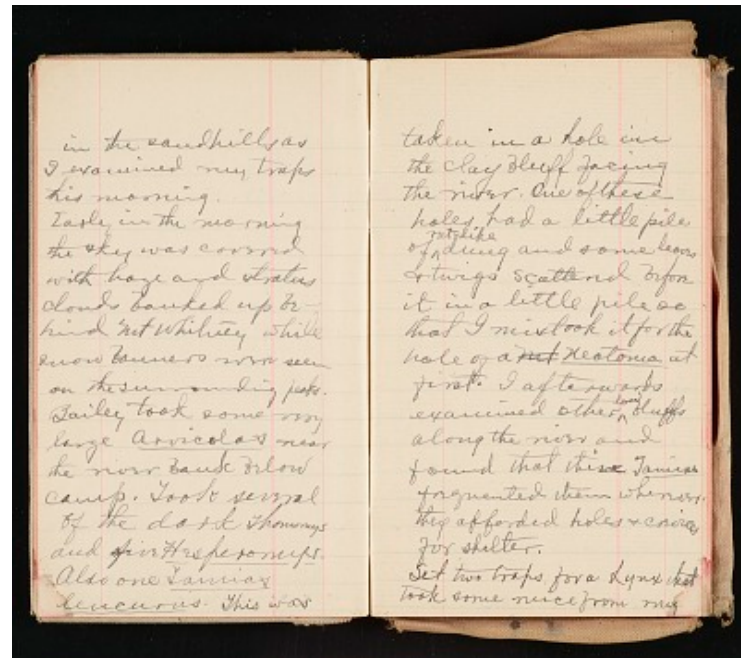 in the sandhills as
I examined my traps
this morning.
Early in the morning
the sky was covered
with haze and stratus
clouds banked up be-
hind Mt Whitney while
snow banners were seen
on the surrounding peaks.
Bailey took some very
large Arvicolas near
the river bank below
camp. Took several
of the dark Thomomys
and five Hesperomys.
Also one Tamias
leucurus. This was
taken in a hole in
the clay bluff facing
the river. One of these
holes had a little pile
of rat like dung and some leaves
& twigs scattered before
it in a little pile so
that I mistook it for the
hole of a Neotoma at
first. I afterwards
examined other bluffs
along the river and
found that these Tamias
frequented them whenever
they afforded holes & crevices
for shelter.
Set two traps for a Lynx that
took some mice from my